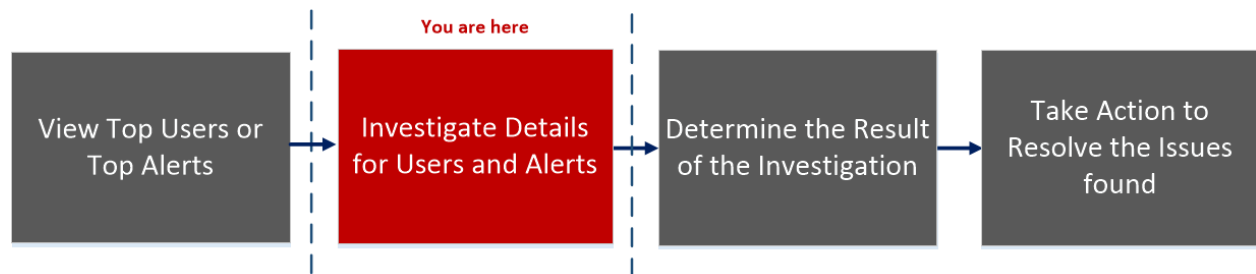 You are here
View Top Users or
Top Alerts
Investigate Details
for Users and Alerts
Determine the Result
of the Investigation
Take Action to
Resolve the Issues
found